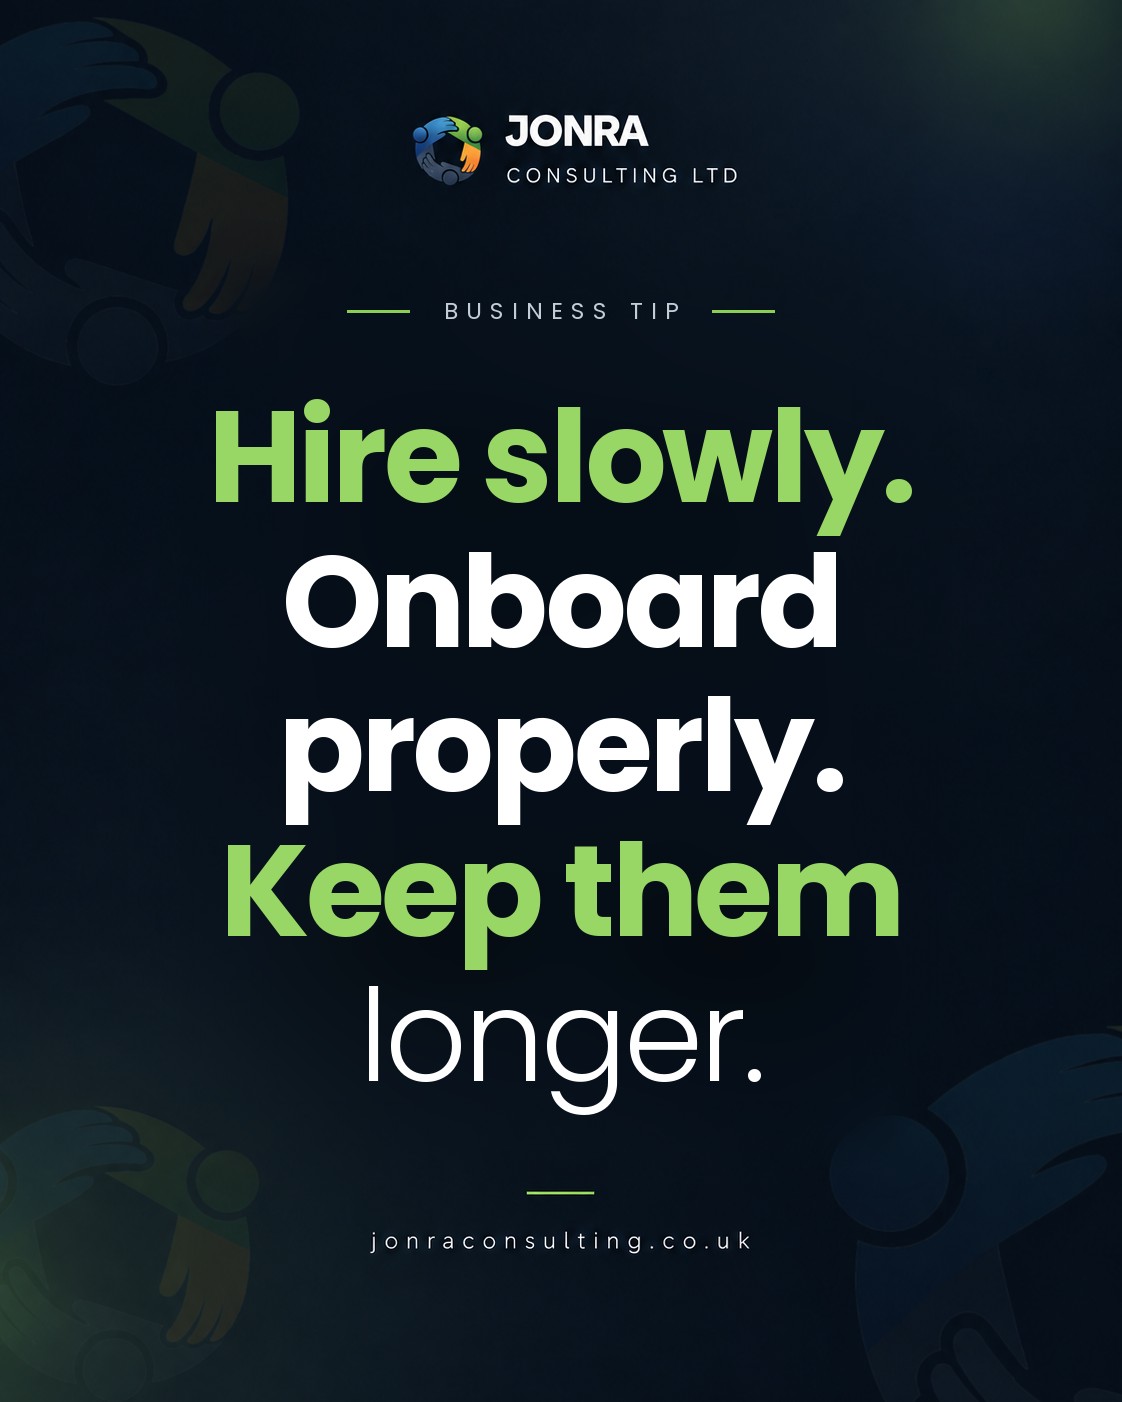 JONRA
CONSULTING LTD
BUSINESS TIP
Hire slowly.
Onboard
properly.
Keep them
longer.
jonraconsulting.co.uk